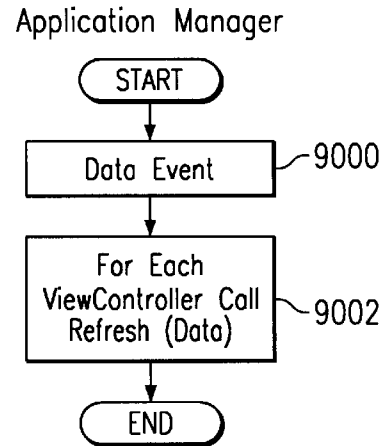 Application Manager
START
Data Event
9000
For Each
ViewController Call
Refresh (Data)
9002
END